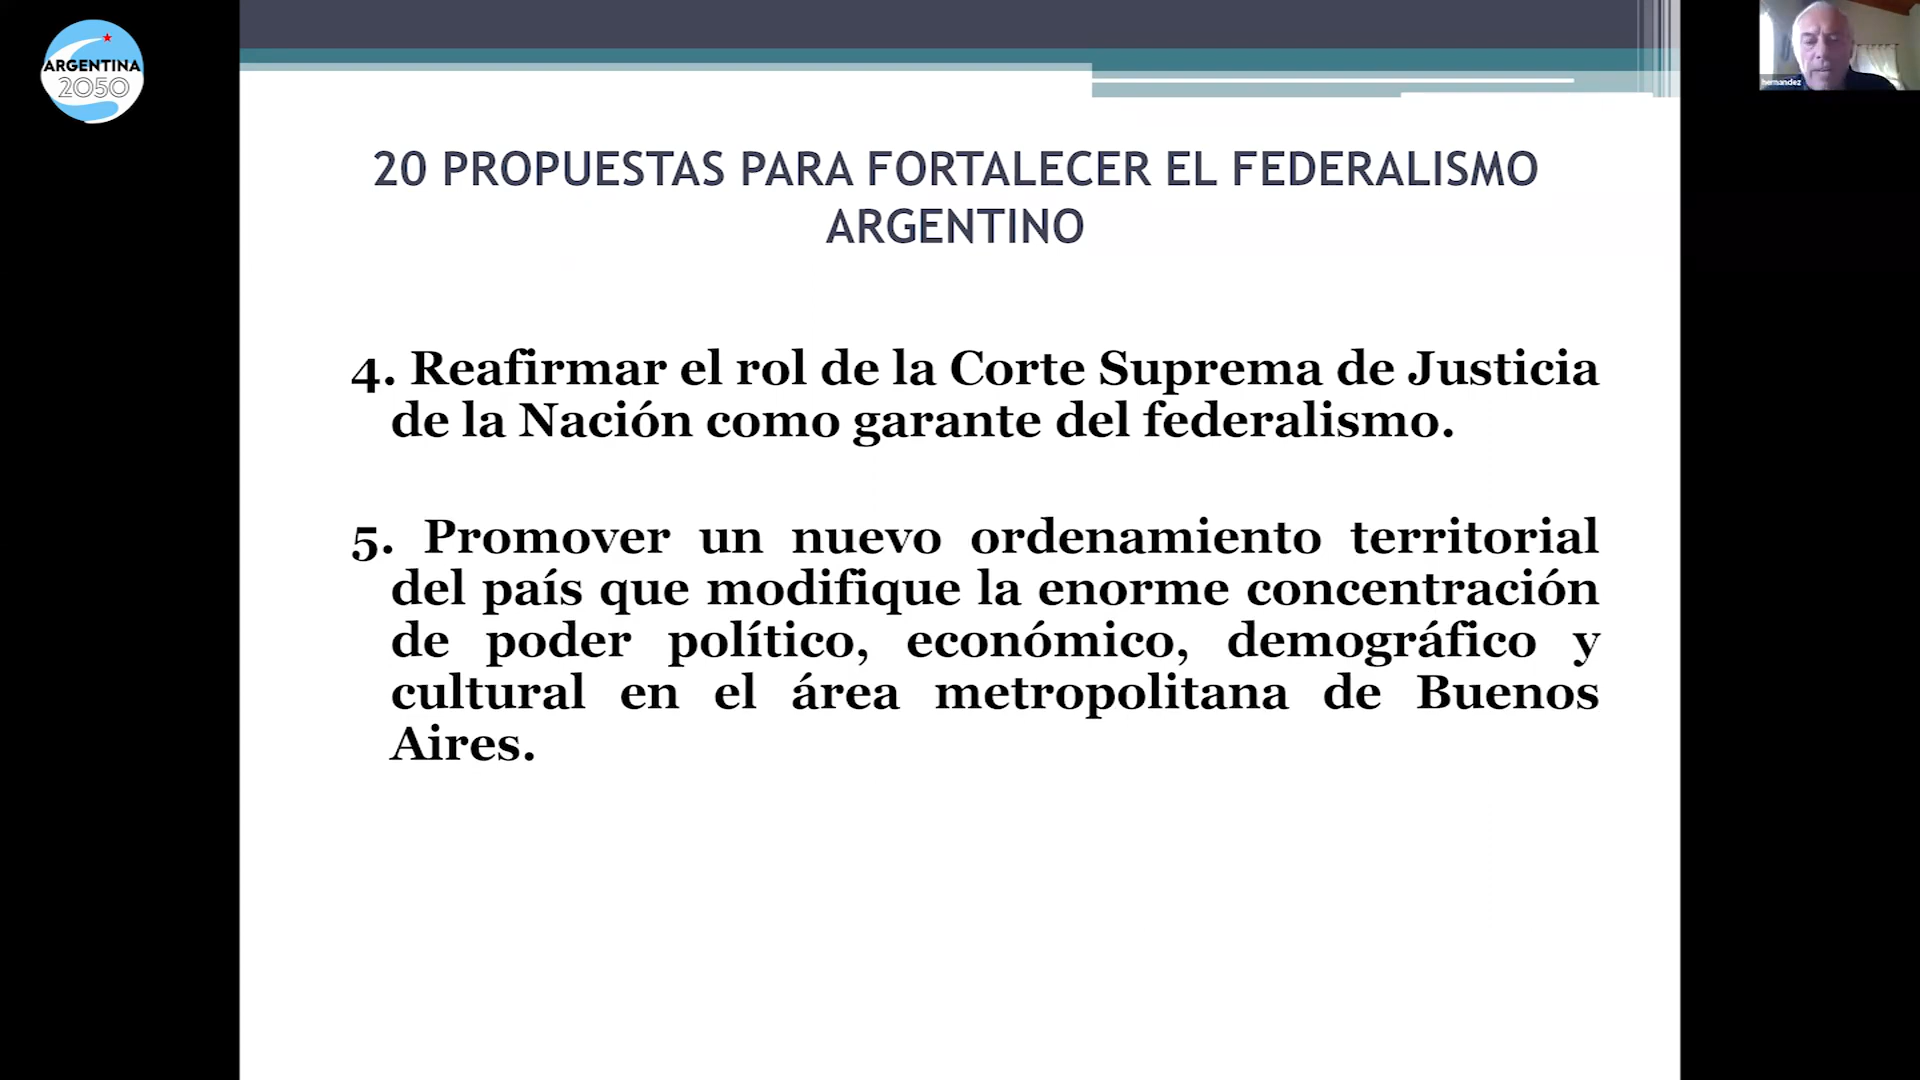 ARGENTINA
2050
hernandez
20 PROPUESTAS PARA FORTALECER EL FEDERALISMO
ARGENTINO
4. Reafirmar el rol de la Corte Suprema de Justicia
de la Nación como garante del federalismo.
5. Promover un nuevo ordenamiento territorial
del país que modifique la enorme concentración
de poder político, económico, demográfico y
cultural en el área metropolitana de Buenos
Aires.